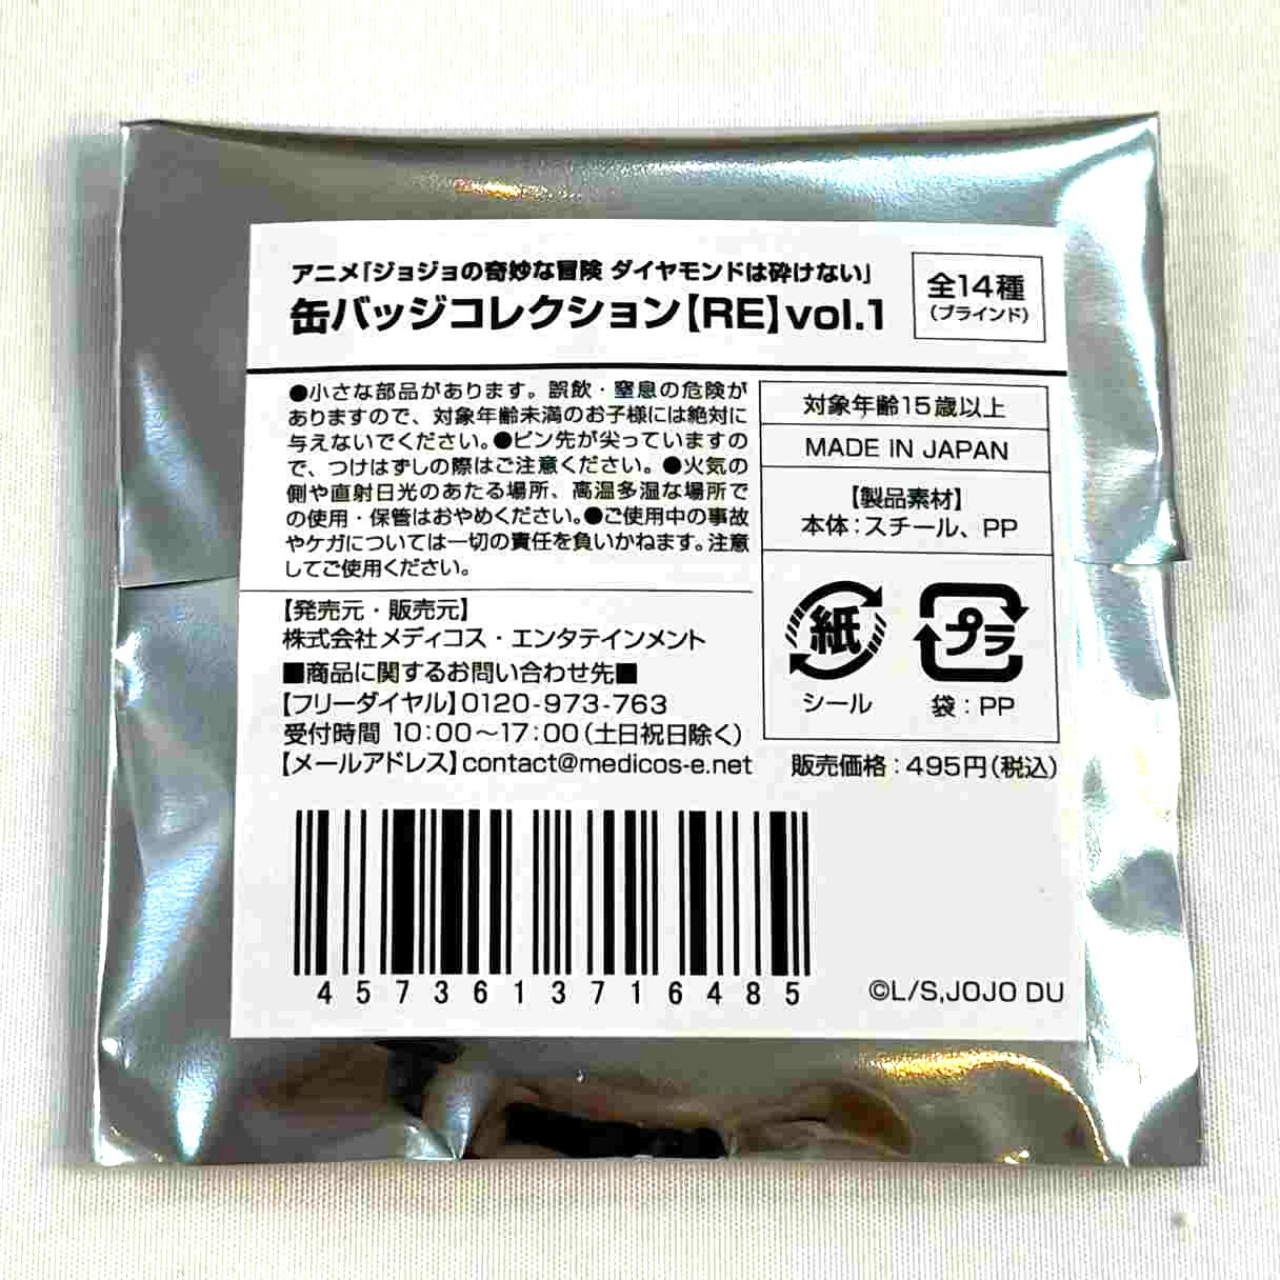 アニメ「ジョジョの奇妙な冒険 ダイヤモンドは砕けない」
缶バッジコレクション【RE】vol.1
全14種
(ブラインド)
●小さな部品があります。誤飲・窒息の危険が
ありますので、対象年齢未満のお子様には絶対に
与えないでください。●ピン先が尖っていますの
で、つけはずしの際はご注意ください。●火気の
側や直射日光のあたる場所、高温多湿な場所で
の使用・保管はおやめください。●ご使用中の事故
やケガについては一切の責任を負いかねます。注意
してご使用ください。
対象年齢15歳以上
MADE IN JAPAN
【製品素材】
本体:スチール、PP
紙
シール
プラ
袋:PP
【発売元・販売元】
株式会社メディコス・エンタテインメント
■商品に関するお問い合わせ先■
【フリーダイヤル】0120-973-763
受付時間 10:00～17:00(土日祝日除く)
【メールアドレス】contact@medicos-e.net
販売価格:495円(税込)
4573613716485
©L/S,JOJO DU